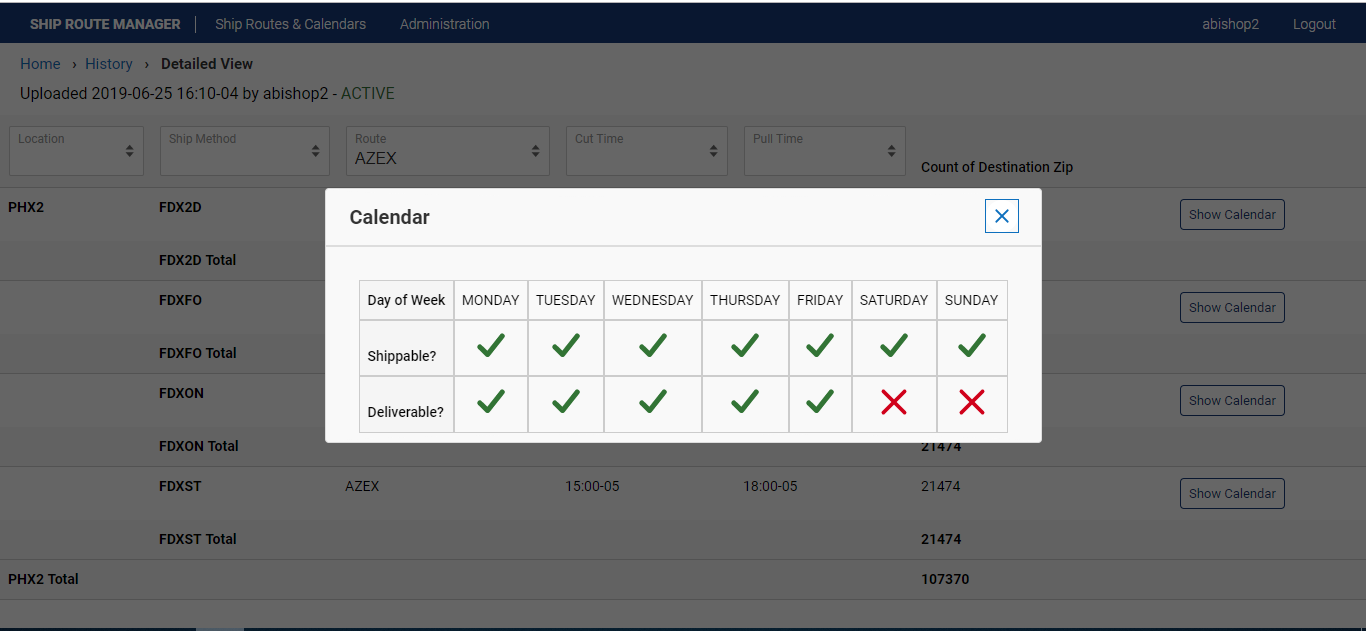 SHIP ROUTE MANAGER Ship Routes & Calendars Administration abishop2 Logout
Home › History › Detailed View
Uploaded 2019-06-25 16:10-04 by abishop2 - ACTIVE
Location Ship Method Route Cut Time Pull Time
AZEX
Count of Destination Zip
PHX2 FDX2D Show Calendar
Calendar
FDX2D Total
Day of Week MONDAY TUESDAY WEDNESDAY THURSDAY FRIDAY SATURDAY SUNDAY
FDXFO Show Calendar
Shippable?
FDXFO Total
FDXON Show Calendar
Deliverable?
FDXON Total 21474
FDXST AZEX 15:00-05 18:00-05 21474 Show Calendar
FDXST Total 21474
PHX2 Total 107370